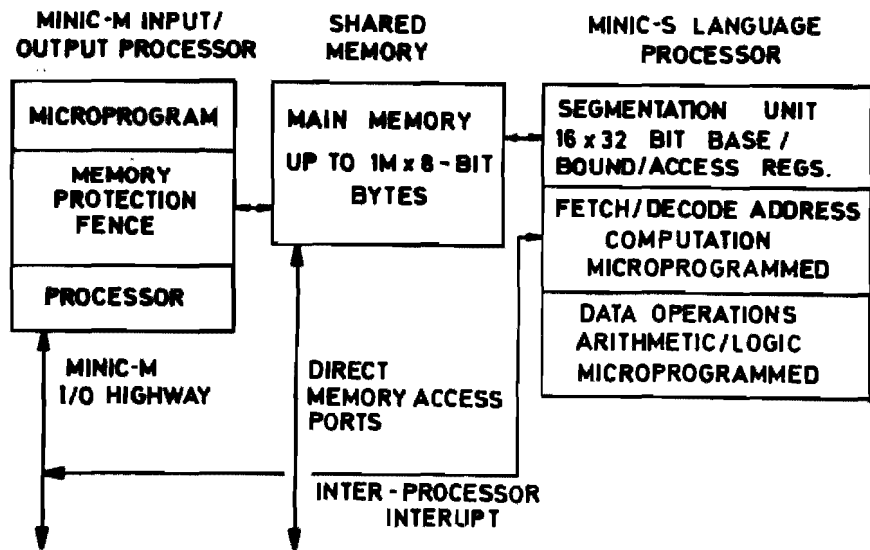 MINIC-M INPUT/
OUTPUT PROCESSOR
MICROPROGRAM
MEMORY
PROTECTION
FENCE
PROCESSOR
MINIC-M
I/O HIGHWAY
SHARED
MEMORY
MAIN MEMORY
UP TO 1M x 8-BIT
BYTES
DIRECT
MEMORY ACCESS
PORTS
INTER-PROCESSOR
INTERUPT
MINIC-S LANGUAGE
PROCESSOR
SEGMENTATION UNIT
16 x 32 BIT BASE/
BOUND/ACCESS REGS.
FETCH/DECODE ADDRESS
COMPUTATION
MICROPROGRAMMED
DATA OPERATIONS
ARITHMETIC/LOGIC
MICROPROGRAMMED